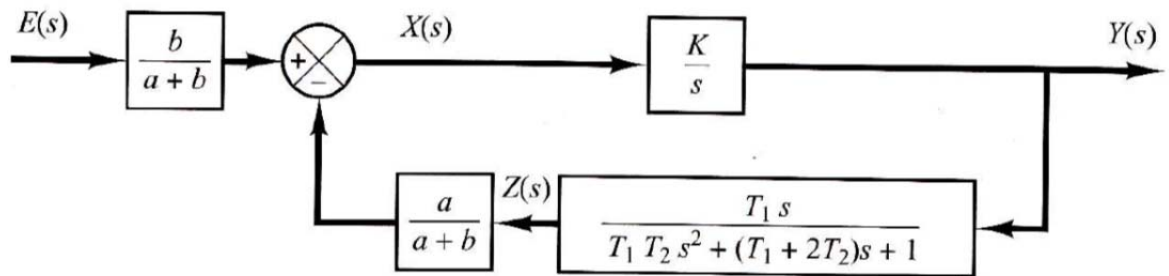 E(s)
b
a + b
+
−
X(s)
K
s
Y(s)
a
a + b
Z(s)
T₁ s
T₁ T₂ s² + (T₁ + 2T₂)s + 1